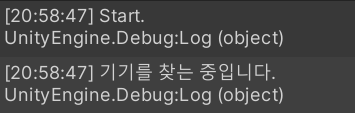 [20:58:47] Start.
UnityEngine.Debug:Log (object)
[20:58:47] 기기를 찾는 중입니다.
UnityEngine.Debug:Log (object)